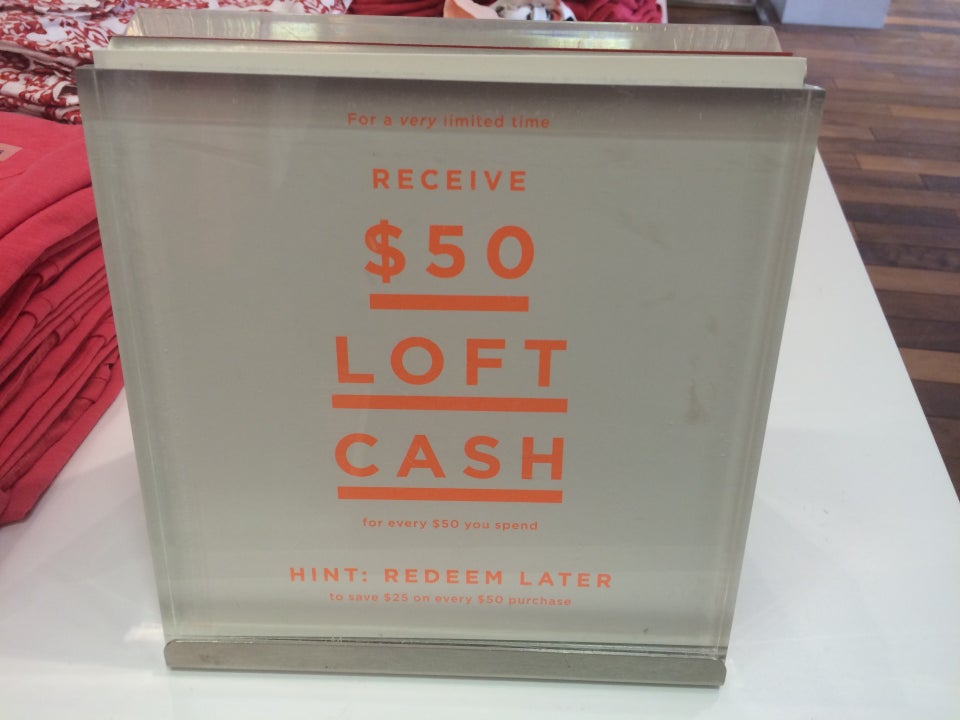 For a very limited time
RECEIVE
$50
LOFT
CASH
for every $50 you spend
HINT: REDEEM LATER
to save $25 on every $50 purchase